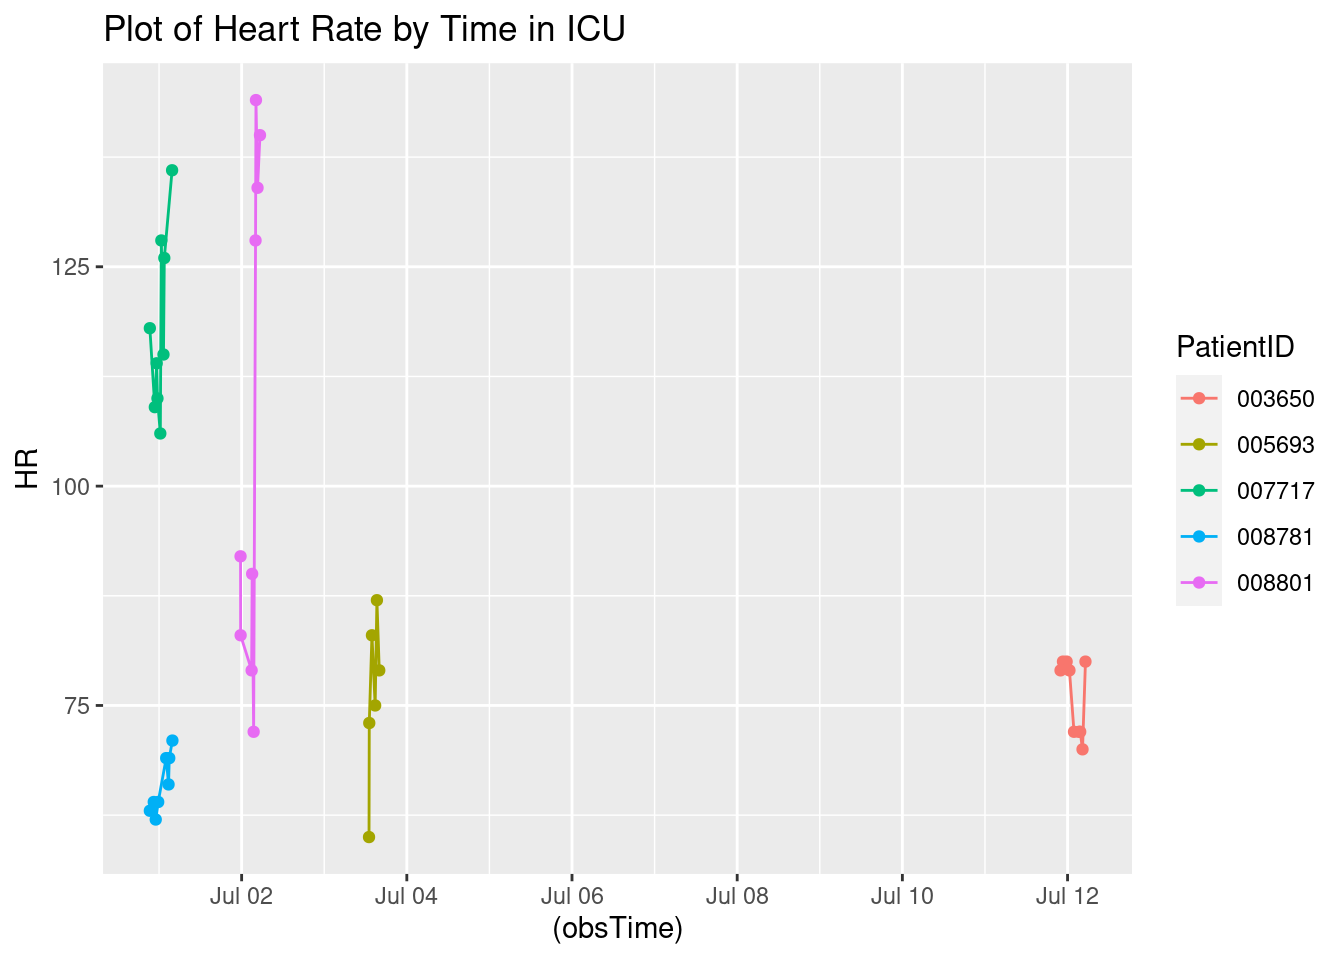 Plot of Heart Rate by Time in ICU
HR
125
100
75
Jul 02
Jul 04
Jul 06
Jul 08
Jul 10
Jul 12
(obsTime)
PatientID
003650
005693
007717
008781
008801